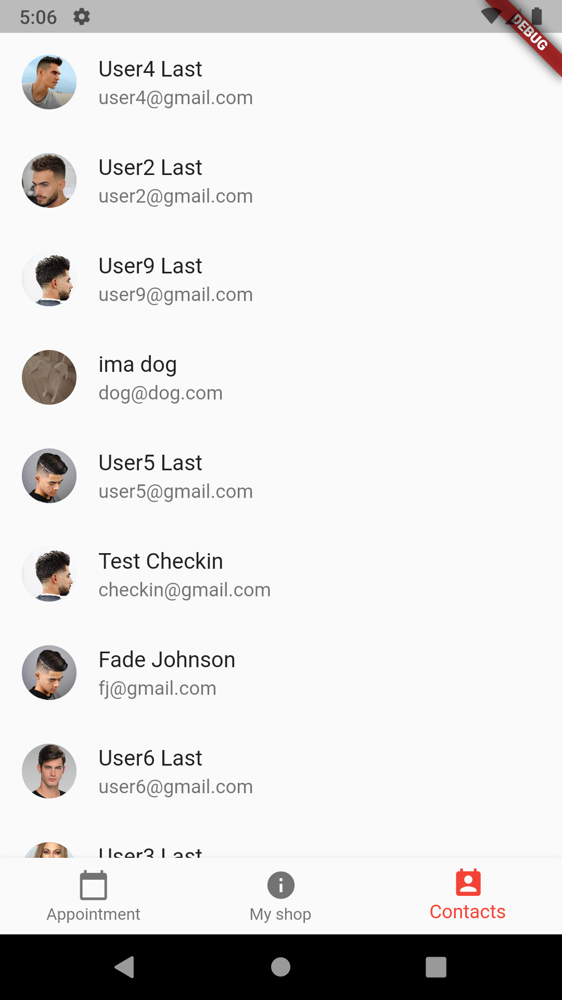 5:06
DEBUG
User4 Last
user4@gmail.com
User2 Last
user2@gmail.com
User9 Last
user9@gmail.com
ima dog
dog@dog.com
User5 Last
user5@gmail.com
Test Checkin
checkin@gmail.com
Fade Johnson
fj@gmail.com
User6 Last
user6@gmail.com
User3 Last
Appointment
My shop
Contacts